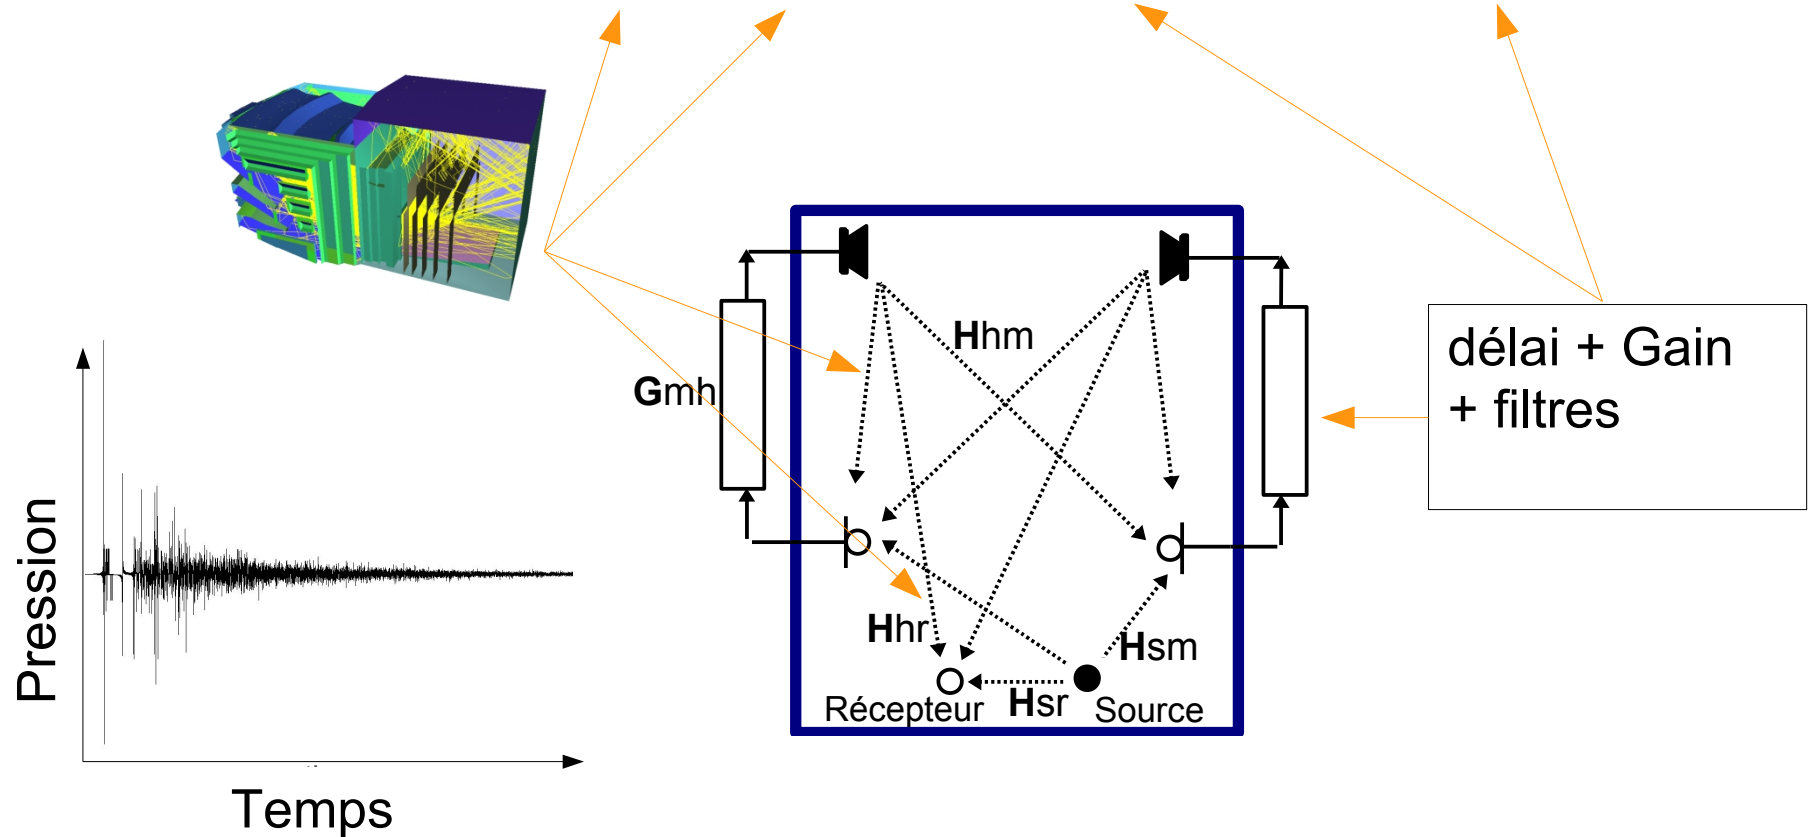 Hhm
Gmh
délai + Gain
+ filtres
Pression
Hhr
Hsm
Hsr
Récepteur
Source
Temps